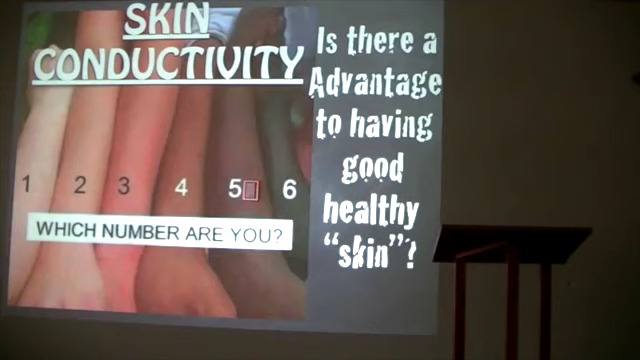 SKIN
CONDUCTIVITY
1 2 3 4 5 6
WHICH NUMBER ARE YOU?
Is there a
Advantage
to having
good
healthy
“skin”?